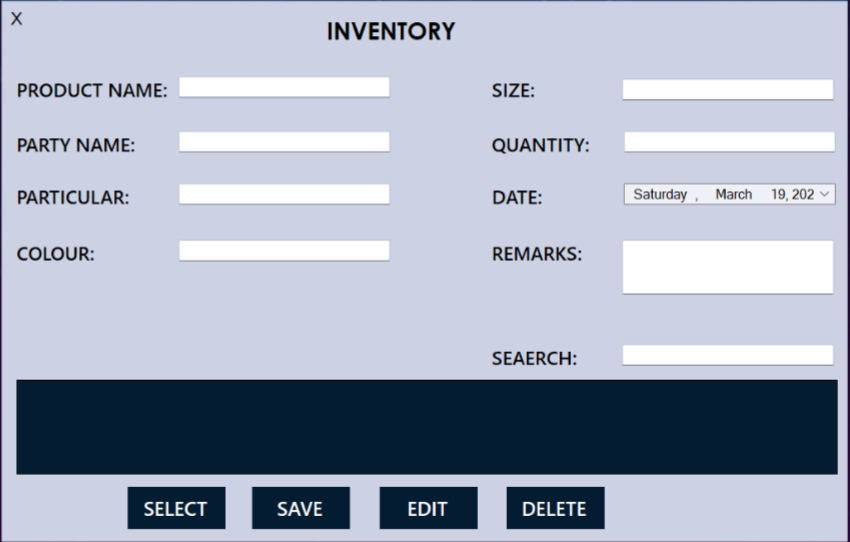 X
INVENTORY
PRODUCT NAME:
SIZE:
PARTY NAME:
QUANTITY:
PARTICULAR:
DATE: Saturday , March 19, 202
COLOUR:
REMARKS:
SEAERCH:
SELECT SAVE EDIT DELETE